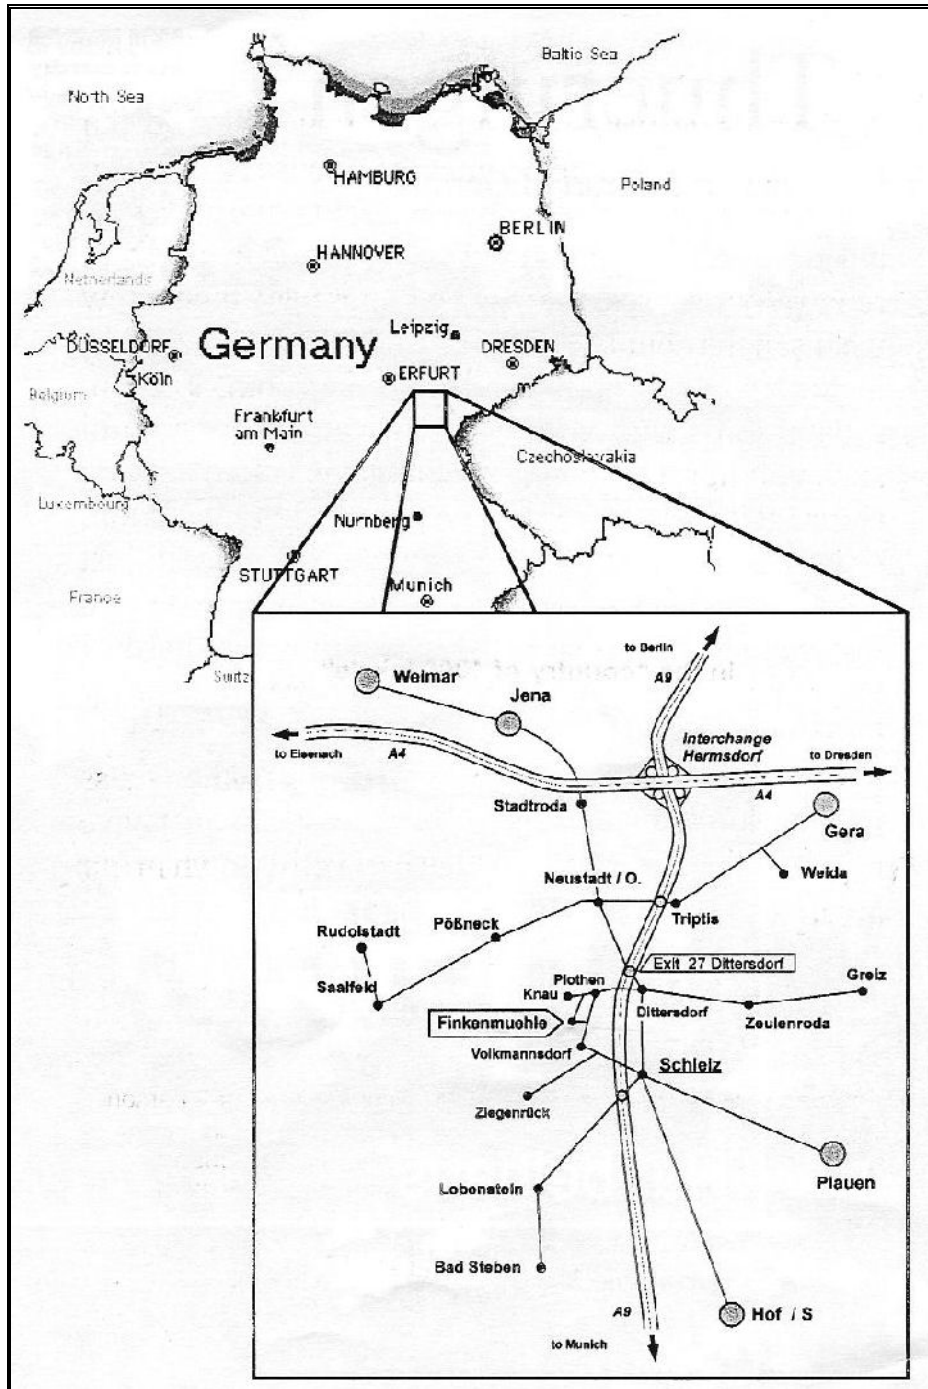 Baltic Sea
North Sea
HAMBURG
Poland
BERLIN
HANNOVER
Netherlands
Leipzig
DÜSSELDORF
Germany
DRESDEN
Köln
ERFURT
Belgium
Frankfurt
am Main
Czechoslovakia
Luxembourg
Nurnberg
STUTTGART
Munich
France
Switz
to Berlin
A9
Weimar
Jena
Interchange
Hermsdorf
to Eisenach
A4
to Dresden
A4
Stadtroda
Gera
Neustadt / O.
Weida
Triptis
Pößneck
Rudolstadt
Exit 27 Dittersdorf
Saalfeld
Plothen
Greiz
Knau
Dittersdorf
Zeulenroda
Finkenmuehle
Volkmannsdorf
Schleiz
Ziegenrück
Plauen
Lobenstein
Bad Steben
A9
Hof / S
to Munich